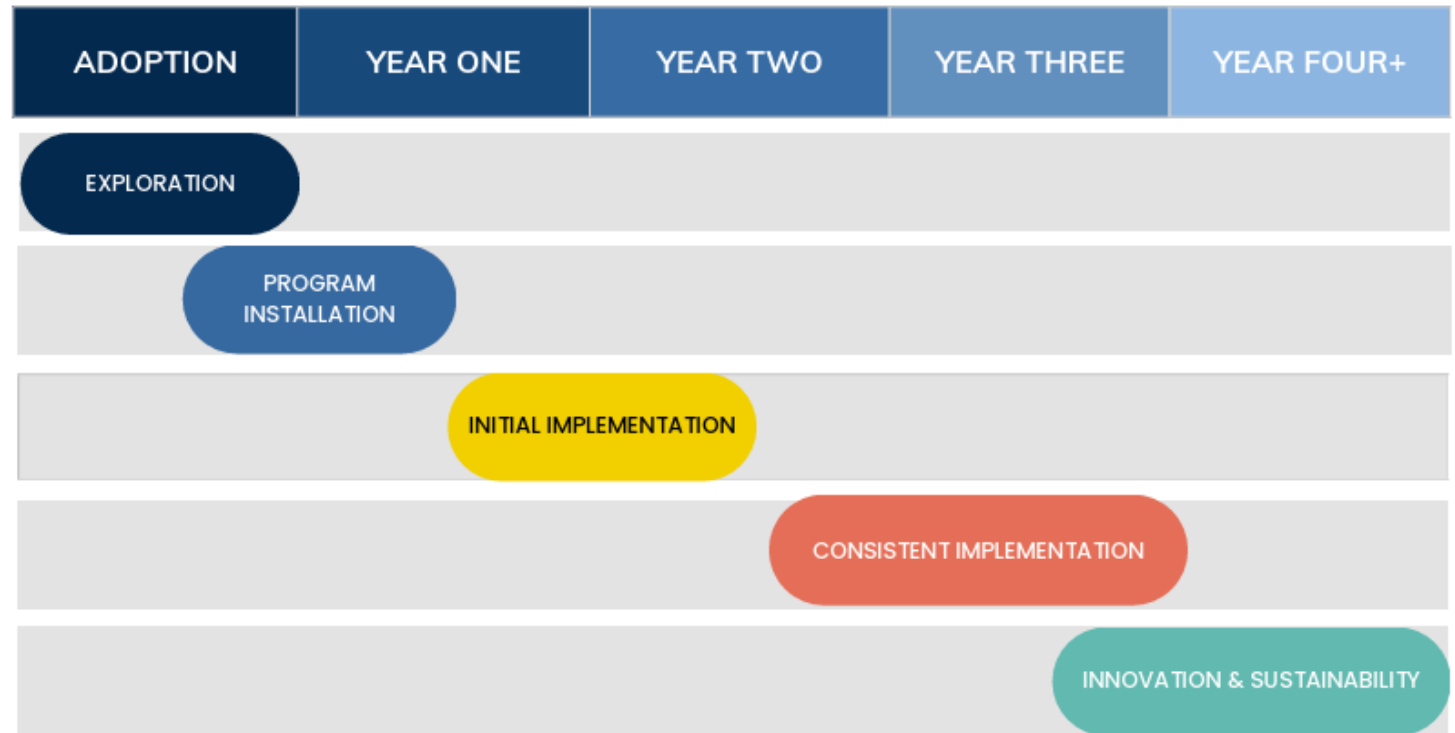 ADOPTION
YEAR ONE
YEAR TWO
YEAR THREE
YEAR FOUR+
EXPLORATION
PROGRAM
INSTALLATION
INITIAL IMPLEMENTATION
CONSISTENT IMPLEMENTATION
INNOVATION & SUSTAINABILITY